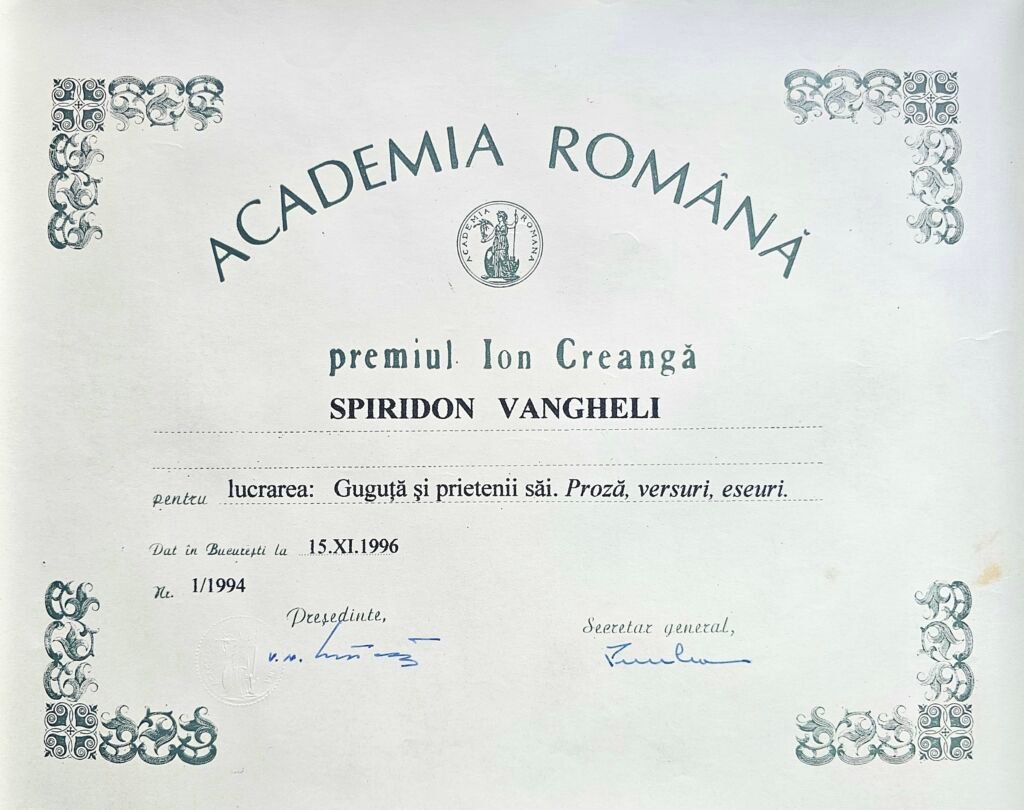 ACADEMIA ROMÂNĂ
ACADEMIA ROMANA
premiul Ion Creangă
SPIRIDON VANGHELI
pentru lucrarea: Guguţă şi prietenii săi. Proză, versuri, eseuri.
Dat în Bucureşti la 15.XI.1996
Nr. 1/1994
Preşedinte, Secretar general,